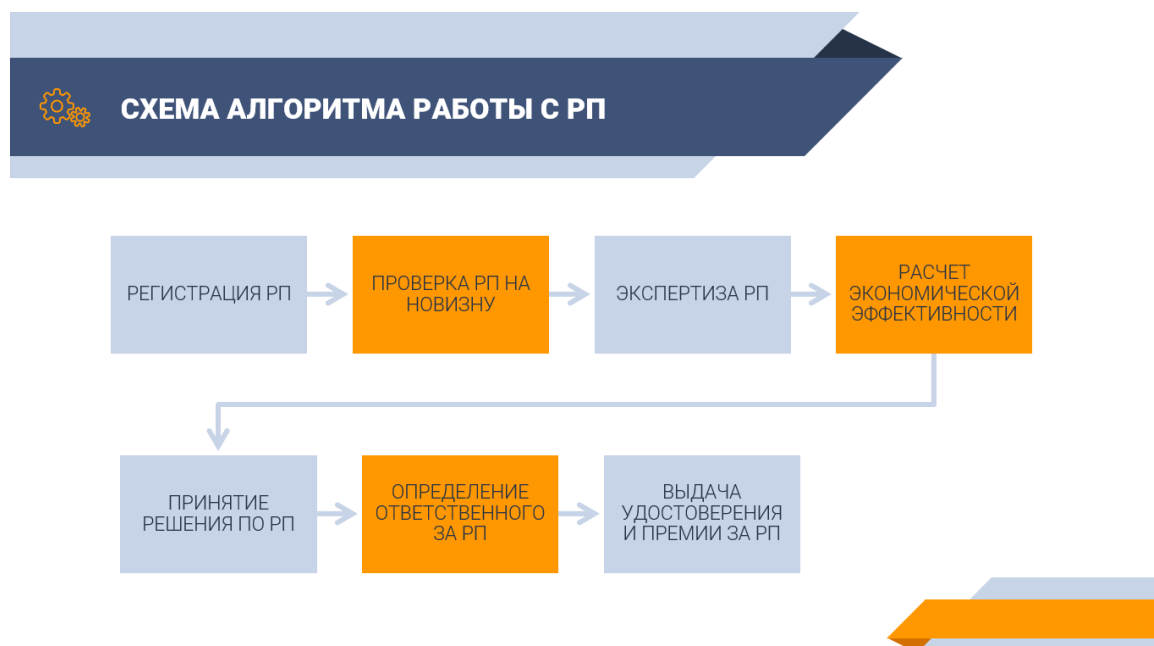 СХЕМА АЛГОРИТМА РАБОТЫ С РП
РЕГИСТРАЦИЯ РП
ПРОВЕРКА РП НА
НОВИЗНУ
ЭКСПЕРТИЗА РП
РАСЧЕТ
ЭКОНОМИЧЕСКОЙ
ЭФФЕКТИВНОСТИ
ПРИНЯТИЕ
РЕШЕНИЯ ПО РП
ОПРЕДЕЛЕНИЕ
ОТВЕТСТВЕННОГО
ЗА РП
ВЫДАЧА
УДОСТОВЕРЕНИЯ
И ПРЕМИИ ЗА РП